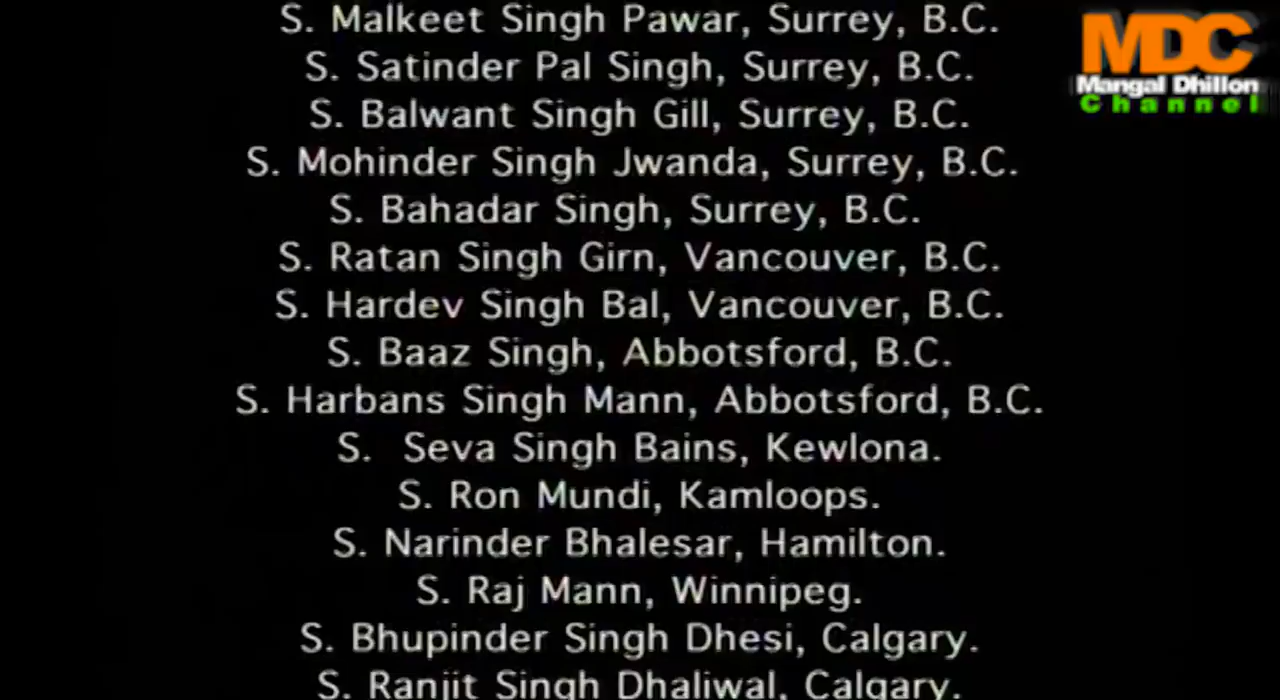 S. Malkeet Singh Pawar, Surrey, B.C.
S. Satinder Pal Singh, Surrey, B.C.
S. Balwant Singh Gill, Surrey, B.C.
S. Mohinder Singh Jwanda, Surrey, B.C.
S. Bahadar Singh, Surrey, B.C.
S. Ratan Singh Girn, Vancouver, B.C.
S. Hardev Singh Bal, Vancouver, B.C.
S. Baaz Singh, Abbotsford, B.C.
S. Harbans Singh Mann, Abbotsford, B.C.
S. Seva Singh Bains, Kewlona.
S. Ron Mundi, Kamloops.
S. Narinder Bhalesar, Hamilton.
S. Raj Mann, Winnipeg.
S. Bhupinder Singh Dhesi, Calgary.
S. Ranjit Singh Dhaliwal, Calgary.
MDC
Mangal Dhillon
Channel